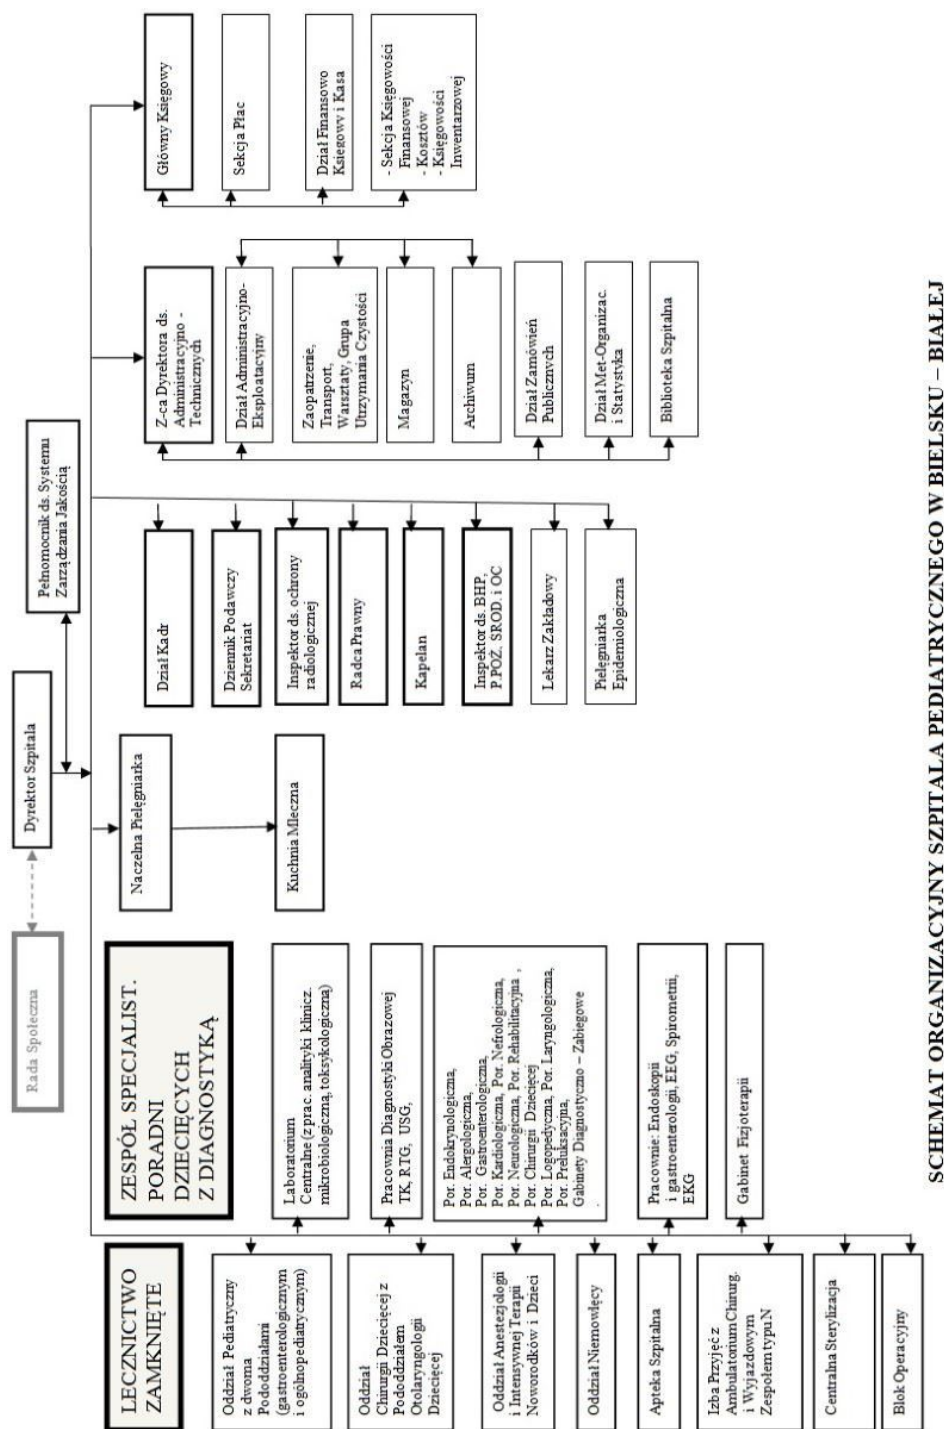 Rada Społeczna
Dyrektor Szpitala
Pełnomocnik ds. Systemu
Zarządzania Jakością
LECZNICTWO
ZAMKNIĘTE
Oddział Pediatryczny
z dwoma
Pododdziałami
(gastroenterologicznym
i ogólnopediatrycznym)
Oddział
Chirurgii Dziecięcej z
Pododdziałem
Otolaryngologii
Dziecięcej
Oddział Anestezjologii
i Intensywnej Terapii
Noworodków i Dzieci
Oddział Niemowlęcy
Apteka Szpitalna
Izba Przyjęć z
Ambulatorium Chirurg.
i Wyjazdowym
Zespołem typu N
Centralna Sterylizacja
Blok Operacyjny
ZESPÓŁ SPECJALIST.
PORADNI
DZIECIĘCYCH
Z DIAGNOSTYKĄ
Laboratorium
Centralne (z prac. analityki klinicz.
mikrobiologiczną, toksykologiczną)
Pracownia Diagnostyki Obrazowej
TK, RTG, USG,
Por. Endokrynologiczna,
Por. Alergologiczna,
Por. Gastroenterologiczna,
Por. Kardiologiczna, Por. Nefrologiczna,
Por. Neurologiczna, Por. Rehabilitacyjna ,
Por. Chirurgii Dziecięcej
Por. Logopedyczna, Por. Laryngologiczna,
Por. Preluksacyjna,
Gabinety Diagnostyczno – Zabiegowe
.
Pracownie: Endoskopii
i gastroenterologii, EEG, Spirometrii,
EKG
Gabinet Fizjoterapii
Naczelna Pielęgniarka
Kuchnia Mleczna
Dział Kadr
Dziennik Podawczy
Sekretariat
Inspektor ds. ochrony
radiologicznej
Radca Prawny
Kapelan
Inspektor ds. BHP,
P.POŻ. ŚROD. i OC
Lekarz Zakładowy
Pielęgniarka
Epidemiologiczna
Z-ca Dyrektora ds.
Administracyjno -
Technicznych
Dział Administracyjno-
Eksploatacyjny
Zaopatrzenie,
Transport,
Warsztaty, Grupa
Utrzymania Czystości
Magazyn
Archiwum
Dział Zamówień
Publicznych
Dział Met-Organizac.
i Statystyka
Biblioteka Szpitalna
Główny Księgowy
Sekcja Płac
Dział Finansowo
Księgowy i Kasa
- Sekcja Księgowości
Finansowej
- Kosztów
- Księgowości
Inwentarzowej
SCHEMAT ORGANIZACYJNY SZPITALA PEDIATRYCZNEGO W BIELSKU – BIAŁEJ